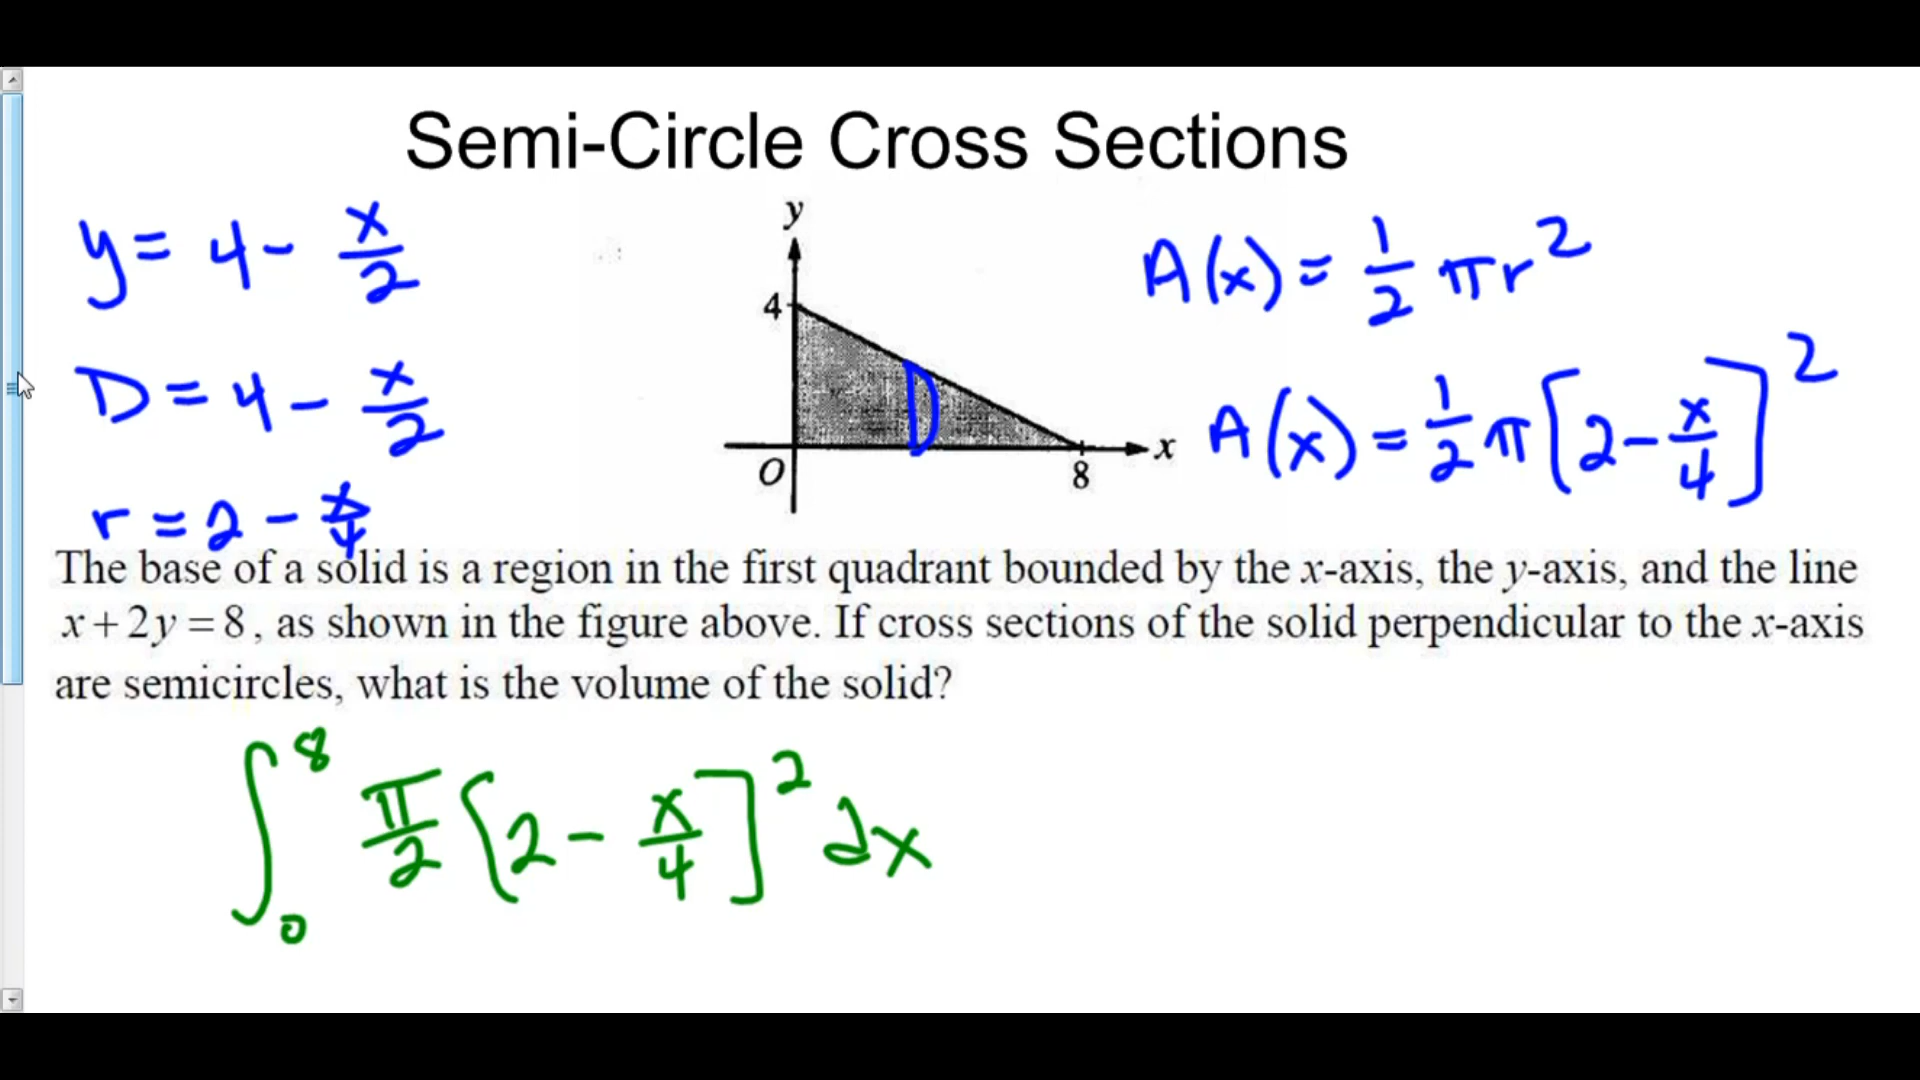 Semi-Circle Cross Sections
y = 4 - x/2
D = 4 - x/2
r = 2 - x/4
y
4
O
8
x
A(x) = 1/2 πr²
A(x) = 1/2 π[2 - x/4]²
The base of a solid is a region in the first quadrant bounded by the x-axis, the y-axis, and the line
x + 2y = 8, as shown in the figure above. If cross sections of the solid perpendicular to the x-axis
are semicircles, what is the volume of the solid?
∫₀⁸ π/2 [2 - x/4]² dx